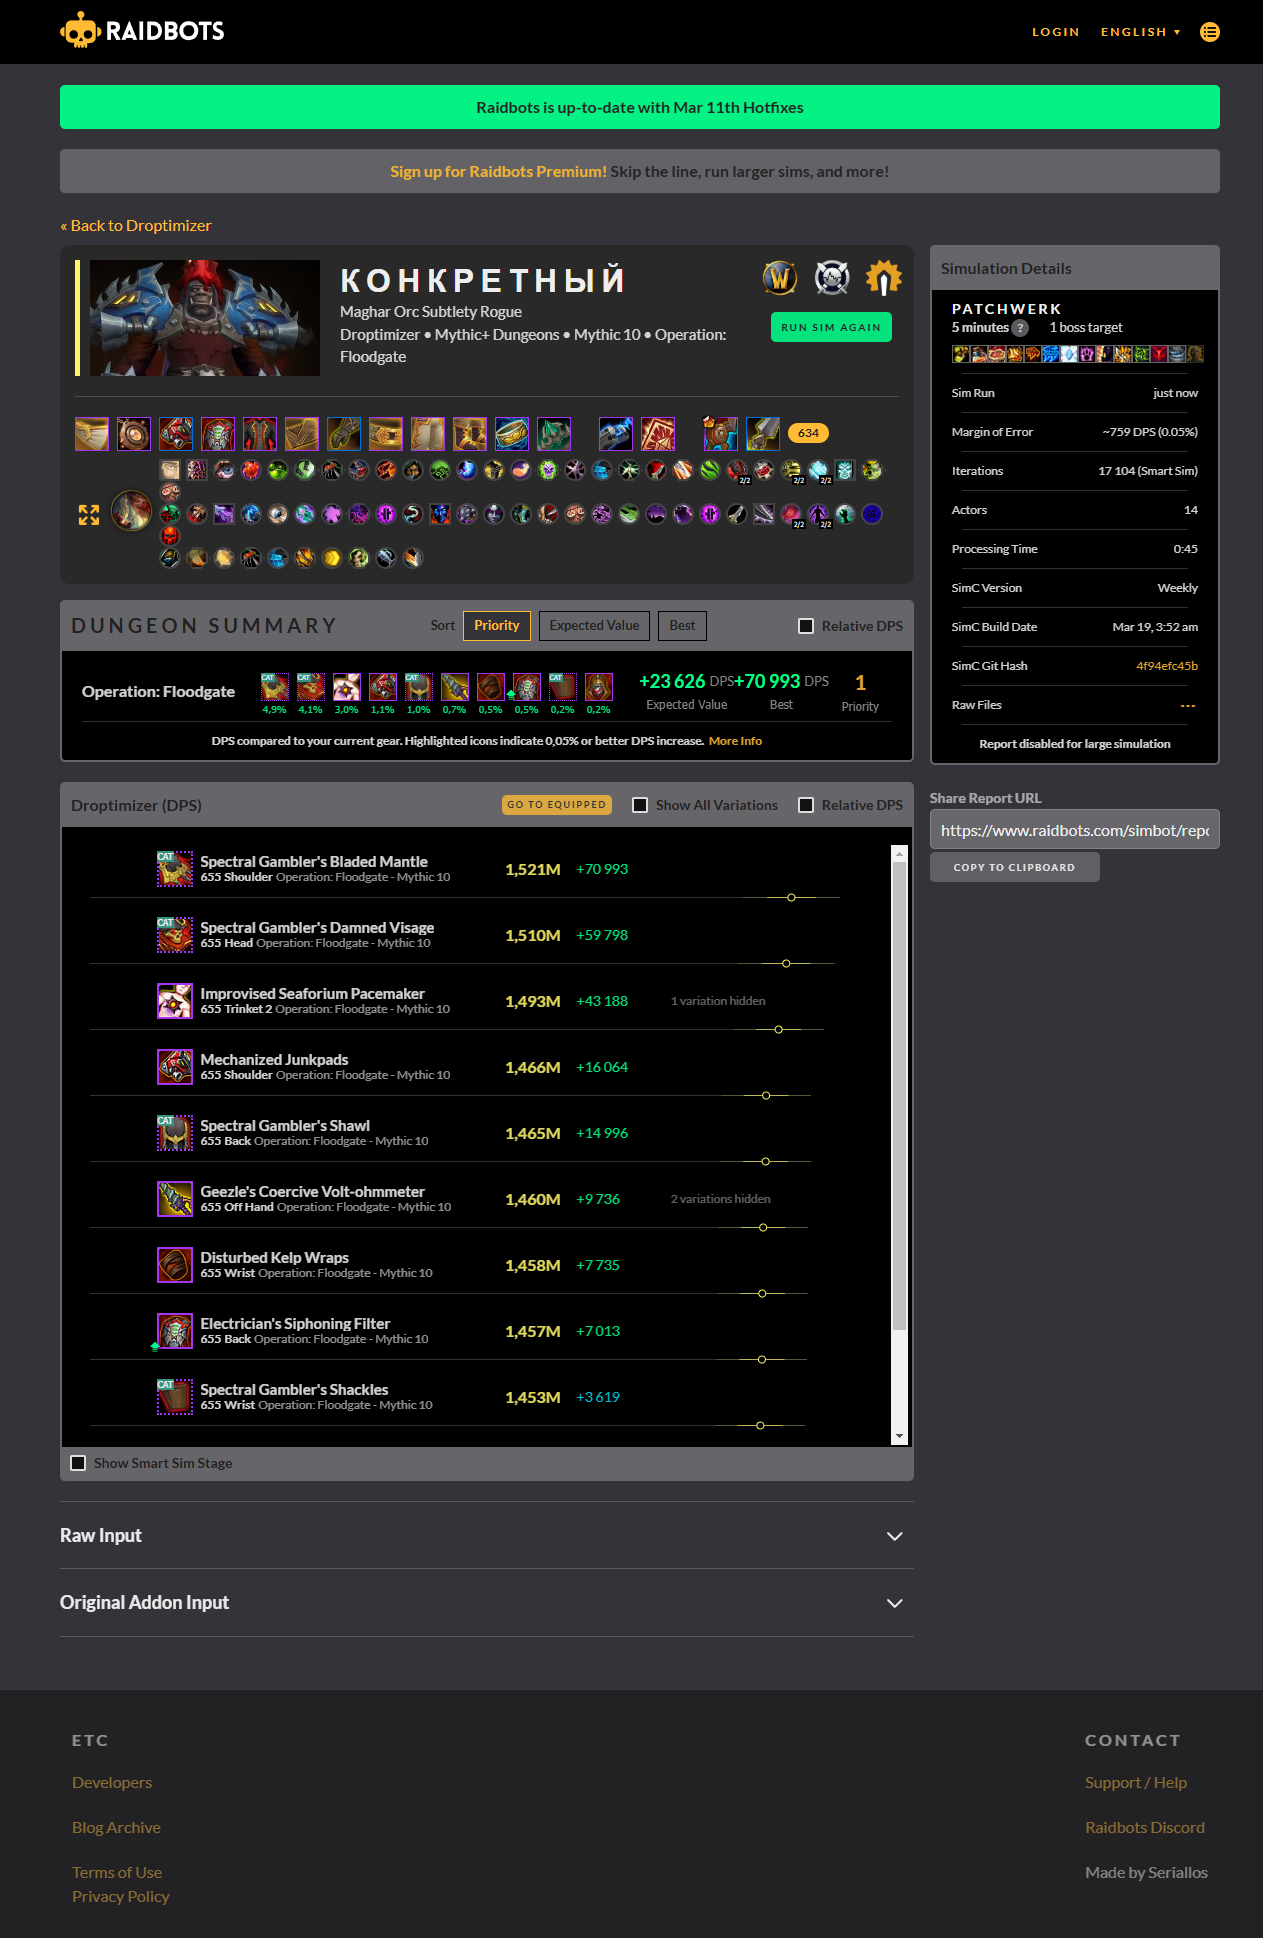 RAIDBOTS
LOGIN
ENGLISH ▾
Raidbots is up-to-date with Mar 11th Hotfixes
Sign up for Raidbots Premium! Skip the line, run larger sims, and more!
« Back to Droptimizer
КОНКРЕТНЫЙ
Maghar Orc Subtlety Rogue
Droptimizer • Mythic+ Dungeons • Mythic 10 • Operation:
Floodgate
RUN SIM AGAIN
634
2/2 2/2 2/2
2/2 2/2
DUNGEON SUMMARY
Sort Priority Expected Value Best
Relative DPS
Operation: Floodgate
CAT CAT CAT CAT
4,9% 4,1% 3,0% 1,1% 1,0% 0,7% 0,5% 0,5% 0,2% 0,2%
+23 626 DPS
Expected Value
+70 993 DPS
Best
1
Priority
DPS compared to your current gear. Highlighted icons indicate 0,05% or better DPS increase. More Info
Droptimizer (DPS)
GO TO EQUIPPED
Show All Variations
Relative DPS
CAT
Spectral Gambler's Bladed Mantle
655 Shoulder Operation: Floodgate - Mythic 10
1,521M +70 993
CAT
Spectral Gambler's Damned Visage
655 Head Operation: Floodgate - Mythic 10
1,510M +59 798
Improvised Seaforium Pacemaker
655 Trinket 2 Operation: Floodgate - Mythic 10
1,493M +43 188 1 variation hidden
Mechanized Junkpads
655 Shoulder Operation: Floodgate - Mythic 10
1,466M +16 064
CAT
Spectral Gambler's Shawl
655 Back Operation: Floodgate - Mythic 10
1,465M +14 996
Geezle's Coercive Volt-ohmmeter
655 Off Hand Operation: Floodgate - Mythic 10
1,460M +9 736 2 variations hidden
Disturbed Kelp Wraps
655 Wrist Operation: Floodgate - Mythic 10
1,458M +7 735
Electrician's Siphoning Filter
655 Back Operation: Floodgate - Mythic 10
1,457M +7 013
CAT
Spectral Gambler's Shackles
655 Wrist Operation: Floodgate - Mythic 10
1,453M +3 619
Show Smart Sim Stage
Raw Input
Original Addon Input
Simulation Details
PATCHWERK
5 minutes ? 1 boss target
Sim Run just now
Margin of Error ~759 DPS (0.05%)
Iterations 17 104 (Smart Sim)
Actors 14
Processing Time 0:45
SimC Version Weekly
SimC Build Date Mar 19, 3:52 am
SimC Git Hash 4f94efc45b
Raw Files ---
Report disabled for large simulation
Share Report URL
https://www.raidbots.com/simbot/repo
COPY TO CLIPBOARD
ETC
Developers
Blog Archive
Terms of Use
Privacy Policy
CONTACT
Support / Help
Raidbots Discord
Made by Seriallos